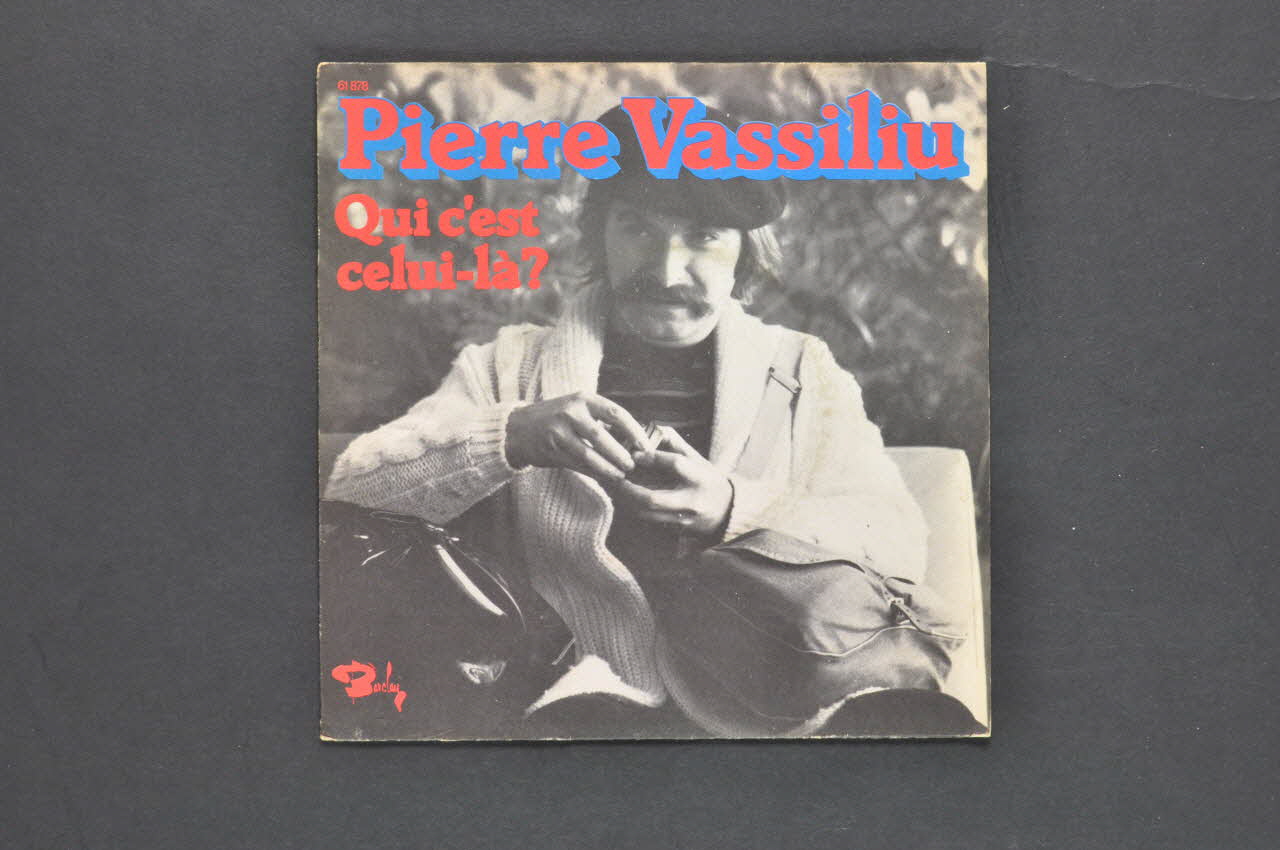 61 878
Pierre Vassiliu
Qui c'est
celui-là?
Barclay